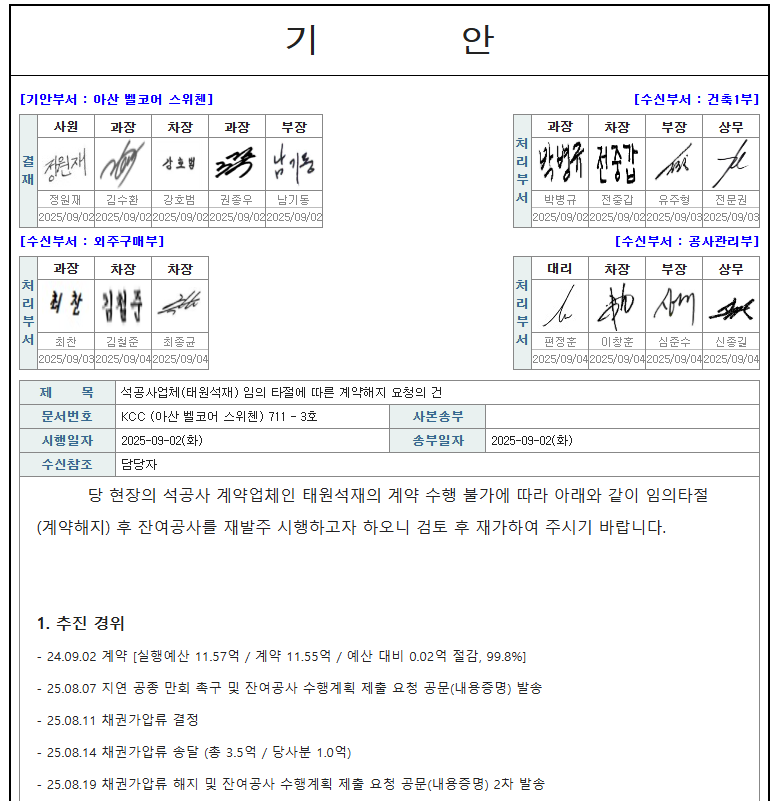 기 안
[기안부서 : 아산 벨코어 스위첸]
결재
사원 과장 차장 과장 부장
정원재 강호범 남기동
정원재 김수환 강호범 권종우 남기동
2025/09/02 2025/09/02 2025/09/02 2025/09/02 2025/09/02
[수신부서 : 건축1부]
처리부서
과장 차장 부장 상무
박병규 전중갑
박병규 전중갑 유주형 전문권
2025/09/02 2025/09/02 2025/09/03 2025/09/03
[수신부서 : 외주구매부]
처리부서
과장 차장 차장
최찬 김철준
최찬 김철준 최종균
2025/09/03 2025/09/04 2025/09/04
[수신부서 : 공사관리부]
처리부서
대리 차장 부장 상무
편정훈 이창훈 심준수 신종길
2025/09/04 2025/09/04 2025/09/04 2025/09/04
제 목 석공사업체(태원석재) 임의 타절에 따른 계약해지 요청의 건
문서번호 KCC (아산 벨코어 스위첸) 711 - 3호 사본송부
시행일자 2025-09-02(화) 송부일자 2025-09-02(화)
수신참조 담당자
당 현장의 석공사 계약업체인 태원석재의 계약 수행 불가에 따라 아래와 같이 임의타절
(계약해지) 후 잔여공사를 재발주 시행하고자 하오니 검토 후 재가하여 주시기 바랍니다.
1. 추진 경위
- 24.09.02 계약 [실행예산 11.57억 / 계약 11.55억 / 예산 대비 0.02억 절감, 99.8%]
- 25.08.07 지연 공종 만회 촉구 및 잔여공사 수행계획 제출 요청 공문(내용증명) 발송
- 25.08.11 채권가압류 결정
- 25.08.14 채권가압류 송달 (총 3.5억 / 당사분 1.0억)
- 25.08.19 채권가압류 해지 및 잔여공사 수행계획 제출 요청 공문(내용증명) 2차 발송